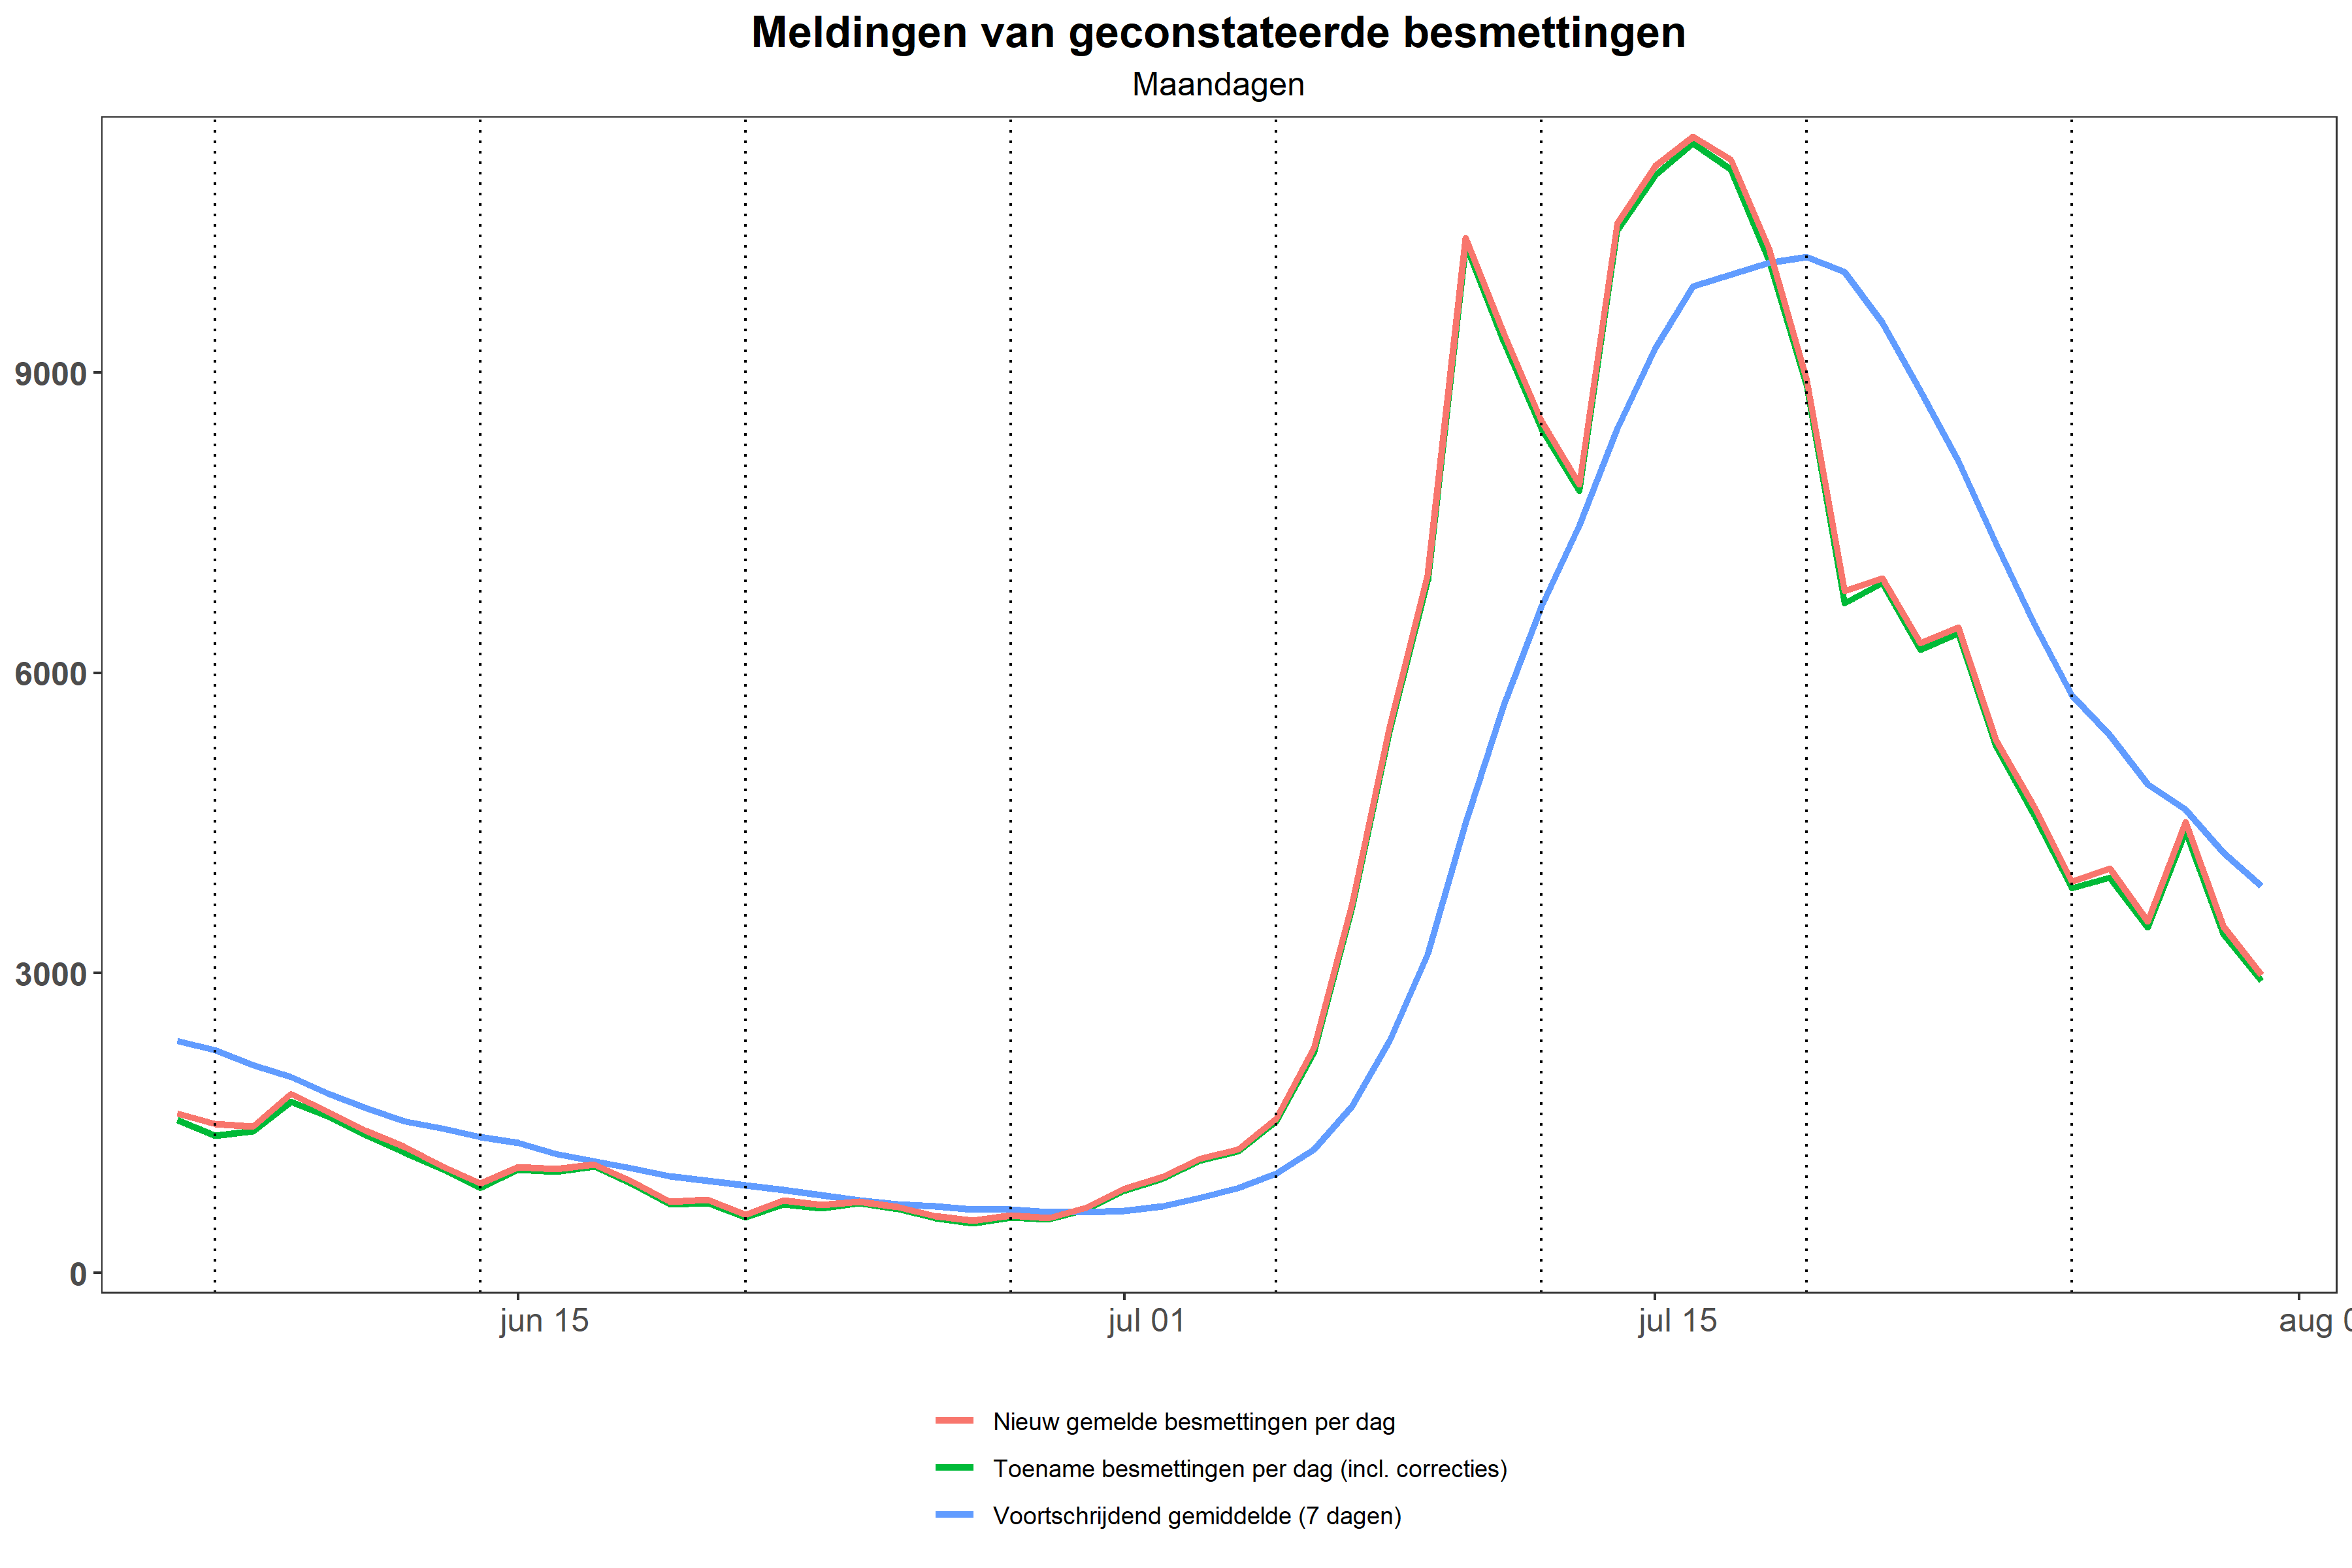 Meldingen van geconstateerde besmettingen
Maandagen
9000
6000
3000
0
jun 15
jul 01
jul 15
aug
Nieuw gemelde besmettingen per dag
Toename besmettingen per dag (incl. correcties)
Voortschrijdend gemiddelde (7 dagen)